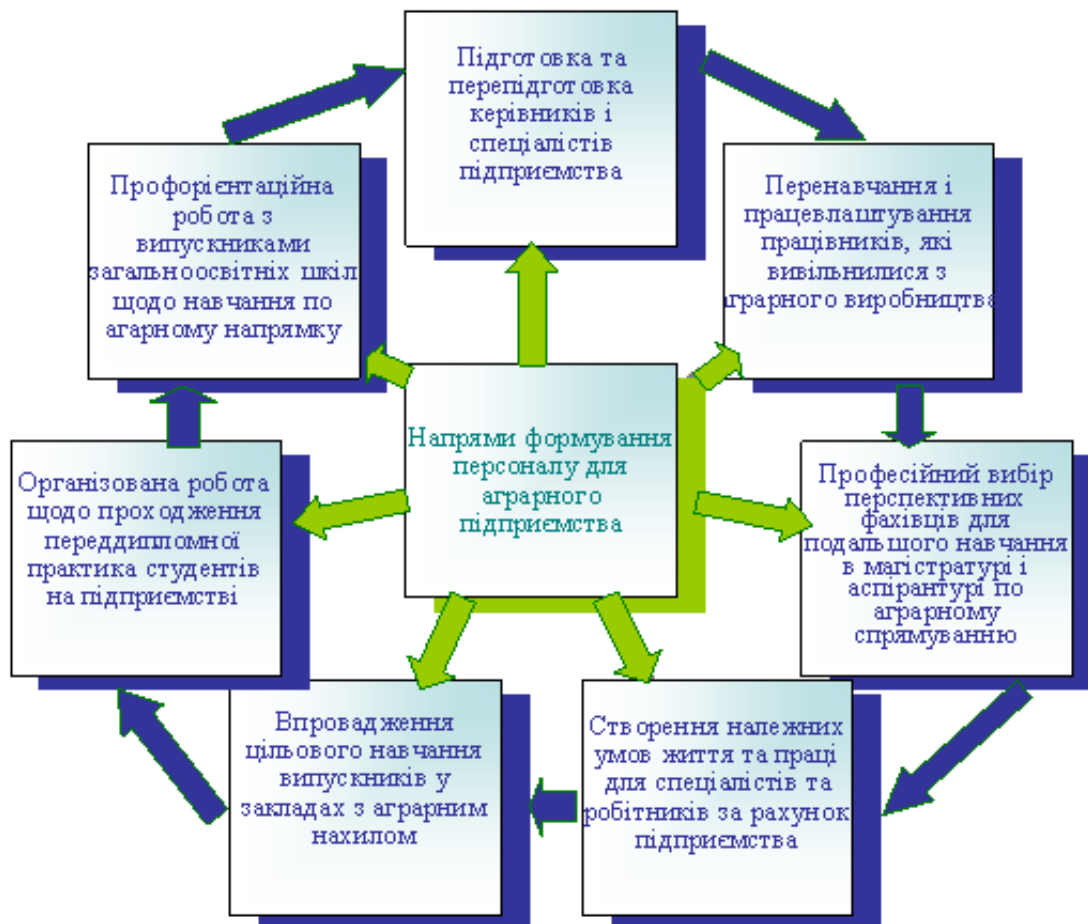 Підготовка та
перепідготовка
керівників і
спеціалістів
підприємства
Профорієнтаційна
робота з
випускниками
загальноосвітніх шкіл
щодо навчання по
агарному напрямку
Перенавчання і
працевлаштування
працівників, які
вивільнилися з
аграрного виробництва
Напрями формування
персоналу для
аграрного
підприємства
Організована робота
щодо проходження
переддипломної
практика студентів
на підприємстві
Професійний вибір
перспективних
фахівців для
подальшого навчання
в магістратурі і
аспірантурі по
аграрному
спрямуванню
Впровадження
цільового навчання
випускників у
закладах з аграрним
нахилом
Створення належних
умов життя та праці
для спеціалістів та
робітників за рахунок
підприємства